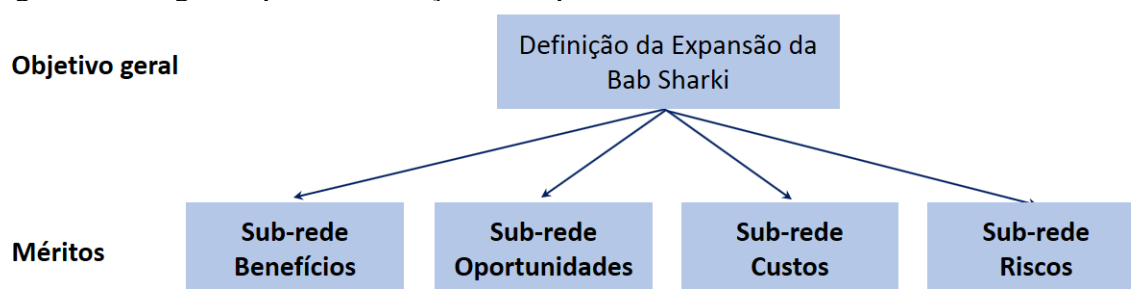 Objetivo geral
Definição da Expansão da
Bab Sharki
Méritos
Sub-rede
Benefícios
Sub-rede
Oportunidades
Sub-rede
Custos
Sub-rede
Riscos